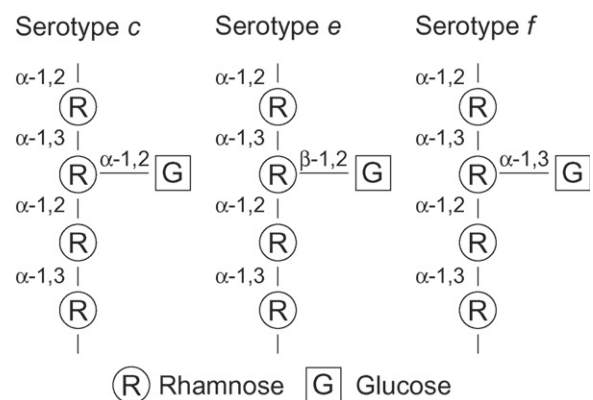 Serotype c Serotype e Serotype f
α-1,2 α-1,2 α-1,2
R R R
α-1,3 α-1,3 α-1,3
R α-1,2 G R β-1,2 G R α-1,3 G
α-1,2 α-1,2 α-1,2
R R R
α-1,3 α-1,3 α-1,3
R R R
R Rhamnose G Glucose